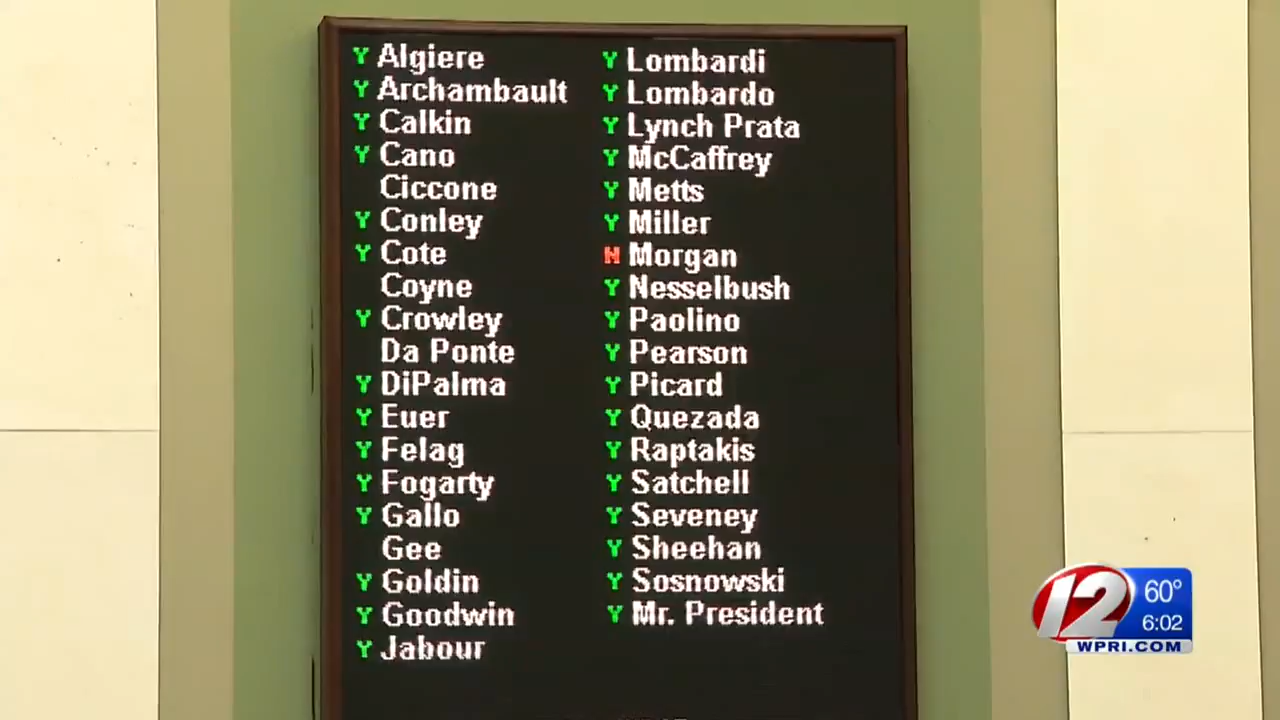 Y Algiere
Y Archambault
Y Calkin
Y Cano
Ciccone
Y Conley
Y Cote
Coyne
Y Crowley
Da Ponte
Y DiPalma
Y Euer
Y Felag
Y Fogarty
Y Gallo
Gee
Y Goldin
Y Goodwin
Y Jabour
Y Lombardi
Y Lombardo
Y Lynch Prata
Y McCaffrey
Y Metts
Y Miller
N Morgan
Y Nesselbush
Y Paolino
Y Pearson
Y Picard
Y Quezada
Y Raptakis
Y Satchell
Y Seveney
Y Sheehan
Y Sosnowski
Y Mr. President
12 60°
6:02
WPRI.COM